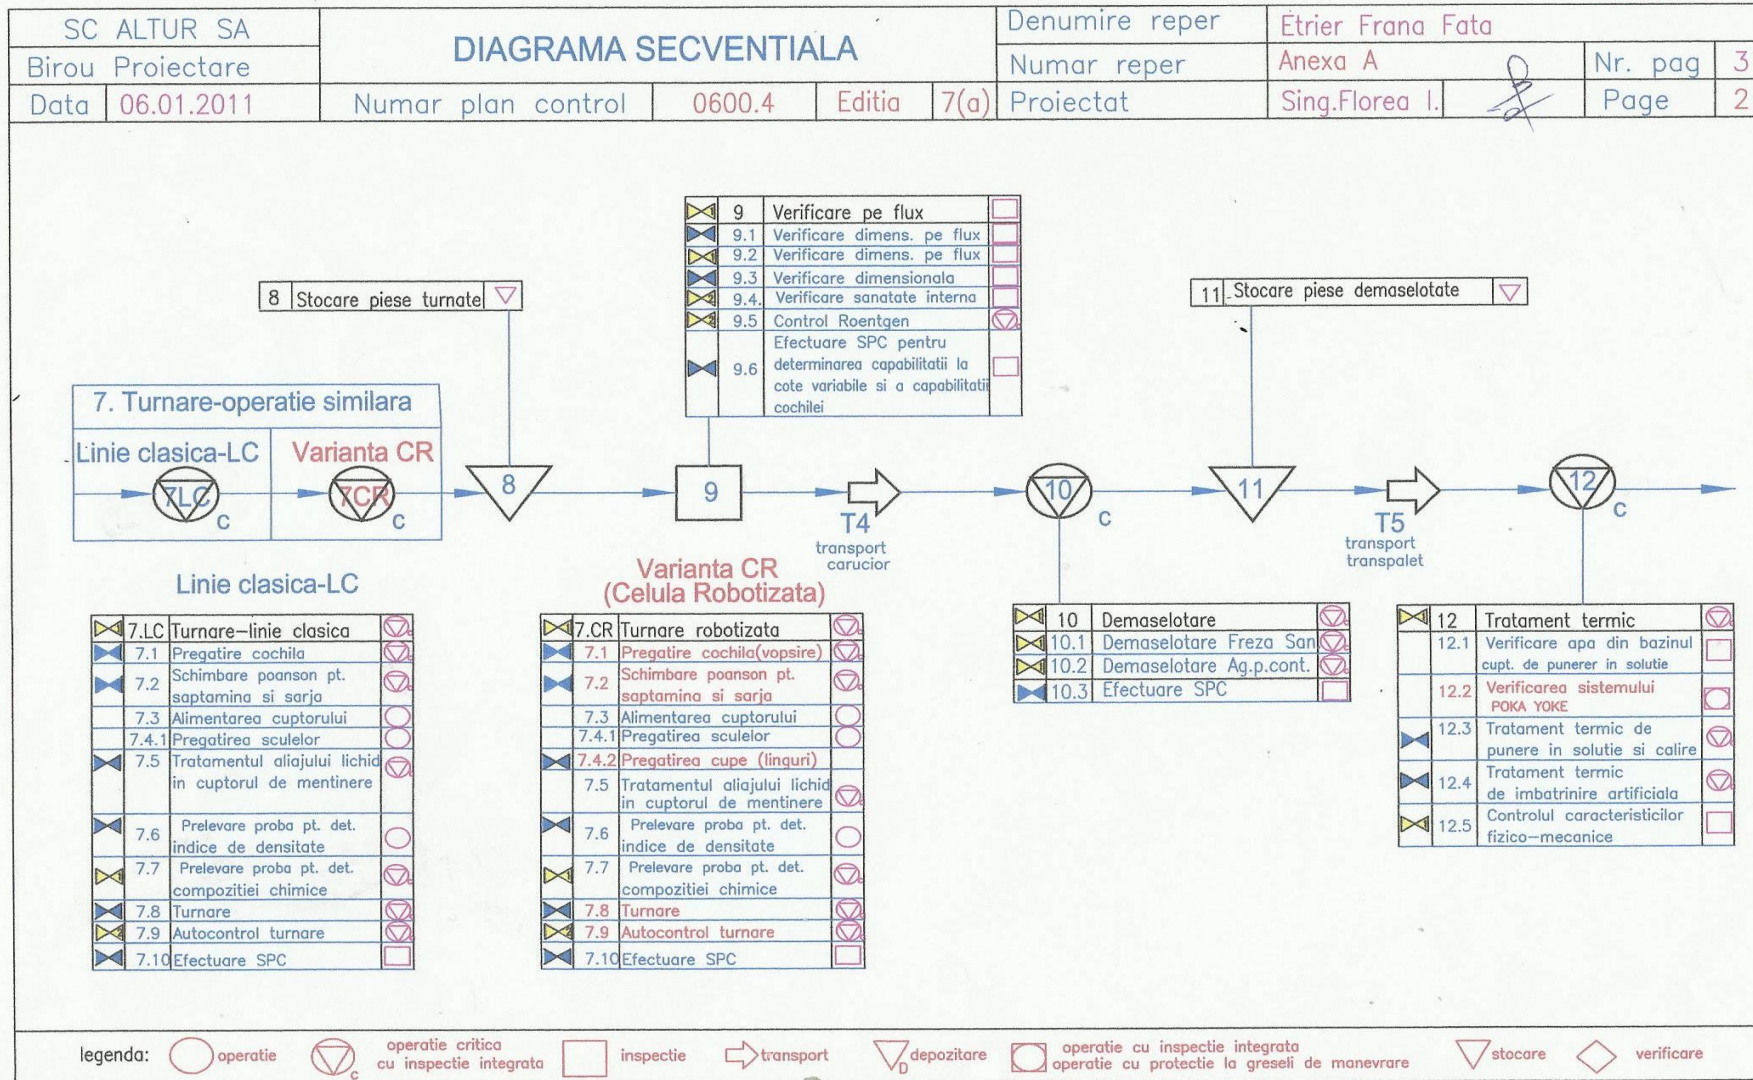 SC ALTUR SA
Birou Proiectare
Data 06.01.2011
DIAGRAMA SECVENTIALA
Numar plan control 0600.4 Editia 7(a)
Denumire reper Etrier Frana Fata
Numar reper Anexa A Nr. pag 3
Proiectat Sing.Florea I. Page 2
9 Verificare pe flux
9.1 Verificare dimens. pe flux
9.2 Verificare dimens. pe flux
9.3 Verificare dimensionala
9.4. Verificare sanatate interna
9.5 Control Roentgen
9.6 Efectuare SPC pentru
determinarea capabilitatii la
cote variabile si a capabilitatii
cochilei
8 Stocare piese turnate
11 Stocare piese demaselotate
7. Turnare-operatie similara
Linie clasica-LC Varianta CR
7LC C 7CR C 8 9 T4 10 C 11 T5 12 C
transport
carucior
transport
transpalet
Linie clasica-LC
7.LC Turnare-linie clasica
7.1 Pregatire cochila
7.2 Schimbare poanson pt.
saptamina si sarja
7.3 Alimentarea cuptorului
7.4.1 Pregatirea sculelor
7.5 Tratamentul aliajului lichid
in cuptorul de mentinere
7.6 Prelevare proba pt. det.
indice de densitate
7.7 Prelevare proba pt. det.
compozitiei chimice
7.8 Turnare
7.9 Autocontrol turnare
7.10 Efectuare SPC
Varianta CR
(Celula Robotizata)
7.CR Turnare robotizata
7.1 Pregatire cochila(vopsire)
7.2 Schimbare poanson pt.
saptamina si sarja
7.3 Alimentarea cuptorului
7.4.1 Pregatirea sculelor
7.4.2 Pregatirea cupe (linguri)
7.5 Tratamentul aliajului lichid
in cuptorul de mentinere
7.6 Prelevare proba pt. det.
indice de densitate
7.7 Prelevare proba pt. det.
compozitiei chimice
7.8 Turnare
7.9 Autocontrol turnare
7.10 Efectuare SPC
10 Demaselotare
10.1 Demaselotare Freza San
10.2 Demaselotare Ag.p.cont.
10.3 Efectuare SPC
12 Tratament termic
12.1 Verificare apa din bazinul
cupt. de punerer in solutie
12.2 Verificarea sistemului
POKA YOKE
12.3 Tratament termic de
punere in solutie si calire
12.4 Tratament termic
de imbatrinire artificiala
12.5 Controlul caracteristicilor
fizico-mecanice
legenda: operatie
operatie critica
cu inspectie integrata
C
inspectie
transport
D depozitare
operatie cu inspectie integrata
operatie cu protectie la greseli de manevrare
stocare
verificare